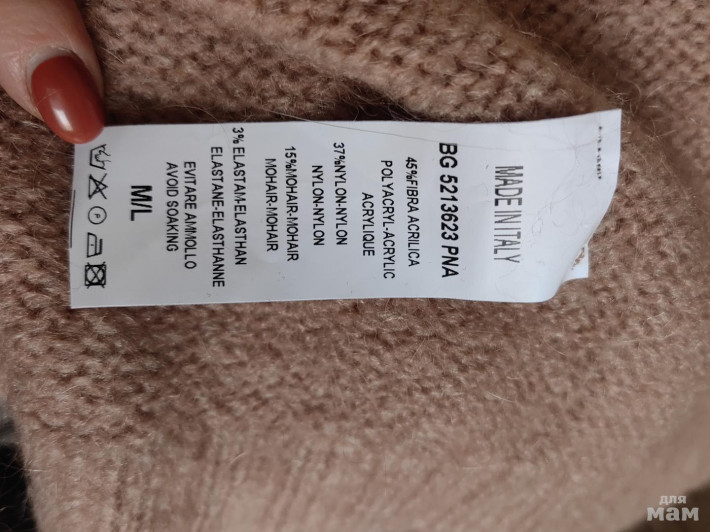 MADE IN ITALY
BG 5213623 PNA
45%FIBRA ACRILICA
POLYACRYL-ACRYLIC
ACRYLIQUE
37%NYLON-NYLON
NYLON-NYLON
15%MOHAIR-MOHAIR
MOHAIR-MOHAIR
3% ELASTAM-ELASTHAN
ELASTANE-ELASTHANNE
EVITARE AMMOLLO
AVOID SOAKING
M/L
для
мам